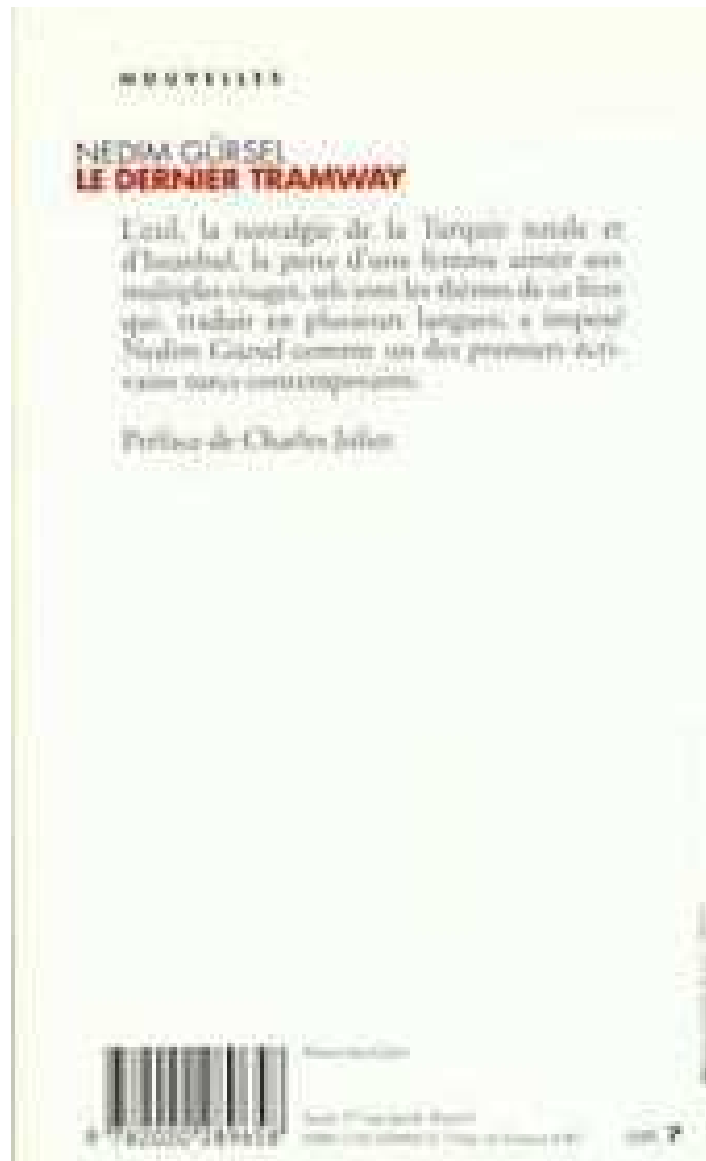 NOUVELLES
NEDIM GÜRSEL
LE DERNIER TRAMWAY
L'exil, la nostalgie de la Turquie rurale et
d'Istanbul, la perte d'une femme aimée aux
multiples visages, tels sont les thèmes de ce livre
qui, traduit en plusieurs langues, a imposé
Nedim Gürsel comme un des premiers écri-
vains turcs contemporains.
Préface de Charles Juliet
7